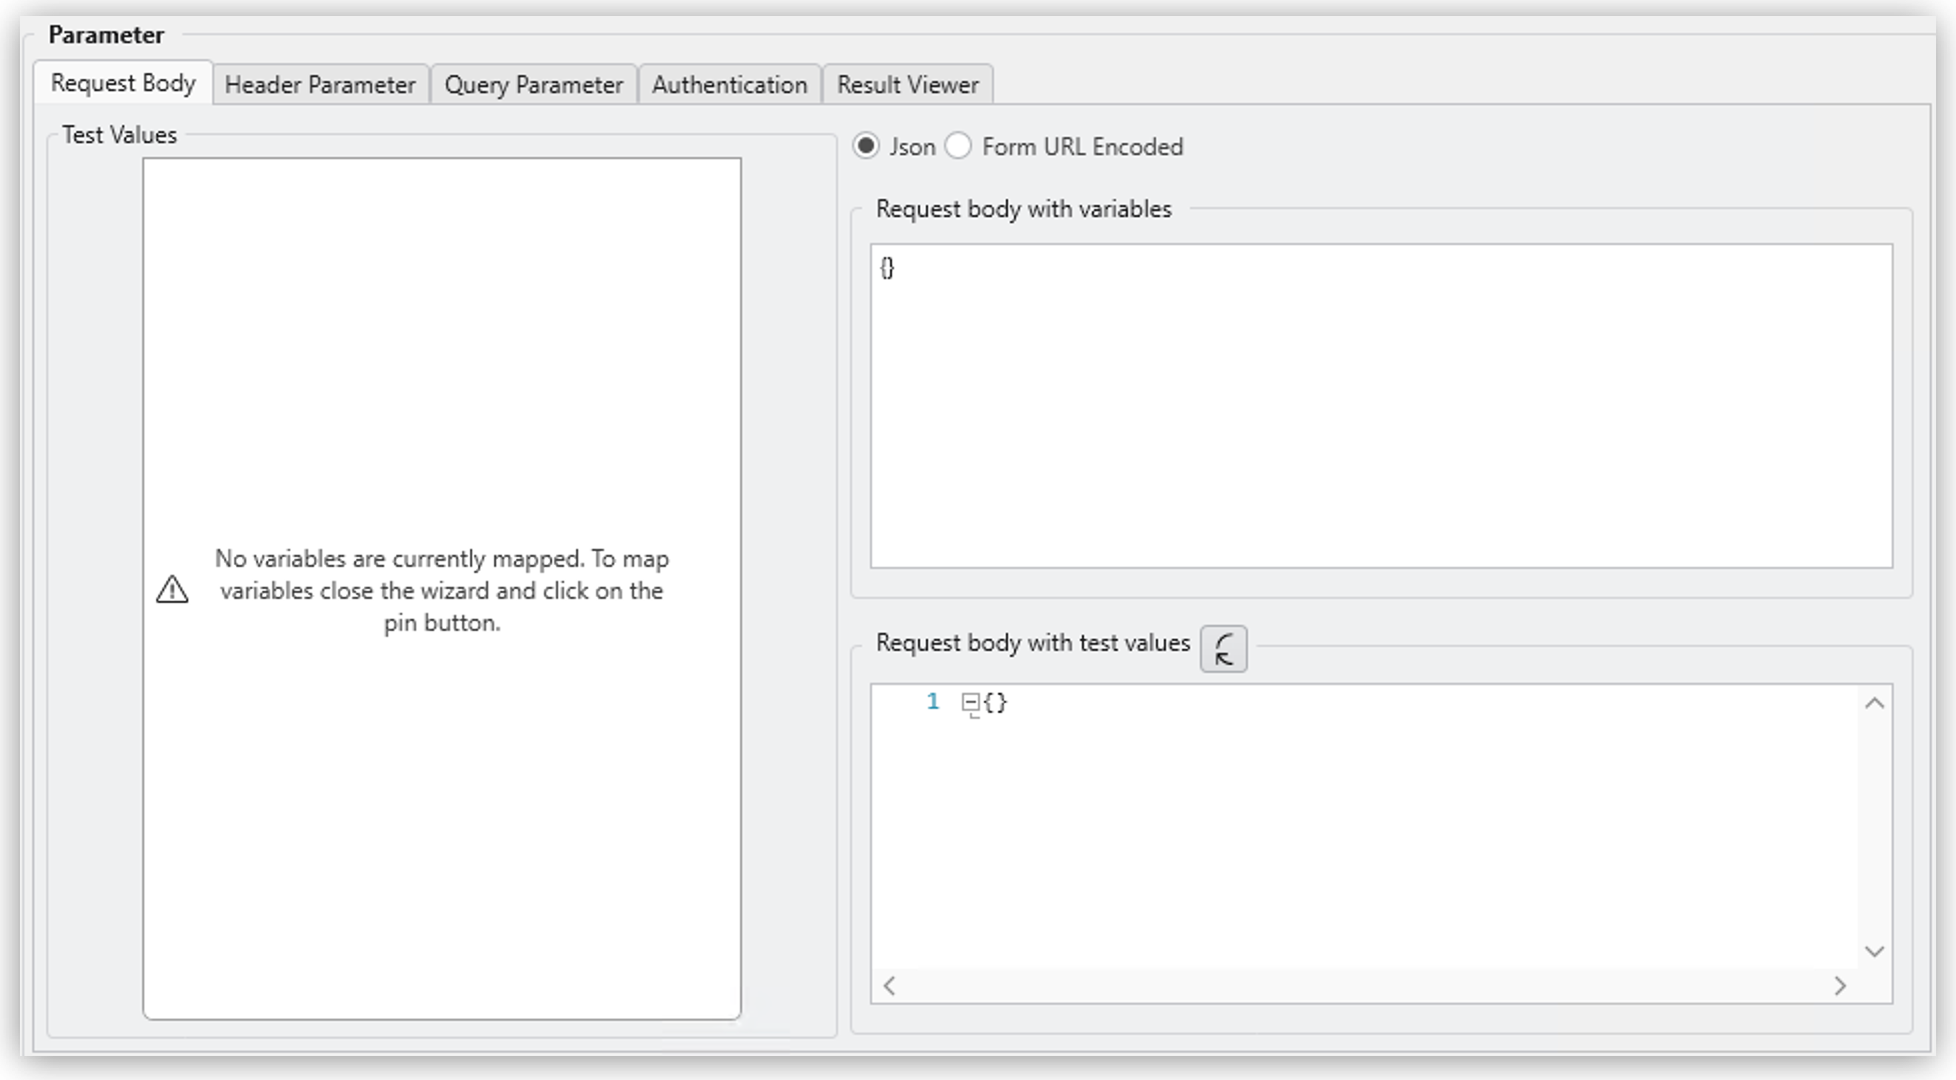 Parameter
Request Body
Header Parameter
Query Parameter
Authentication
Result Viewer
Test Values
No variables are currently mapped. To map
variables close the wizard and click on the
pin button.
Json
Form URL Encoded
Request body with variables
{}
Request body with test values
1 {}